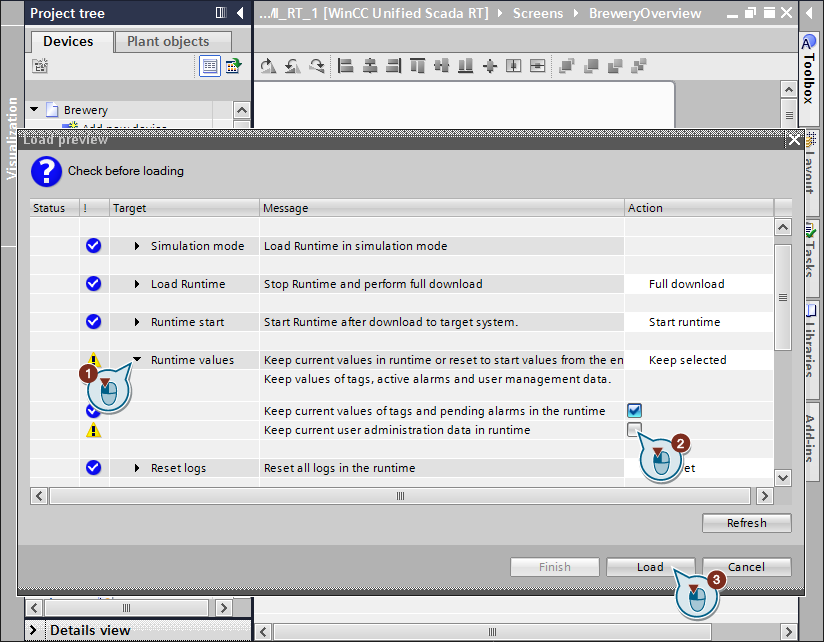 Project tree
.../I_RT_1 [WinCC Unified Scada RT] Screens BreweryOverview
Devices Plant objects
Toolbox
Visualization
Brewery
Add new device
Load preview
Layout
Check before loading
Status ! Target Message Action
Simulation mode Load Runtime in simulation mode
Tasks
Load Runtime Stop Runtime and perform full download Full download
Runtime start Start Runtime after download to target system. Start runtime
Libraries
Runtime values Keep current values in runtime or reset to start values from the en Keep selected
1
Keep values of tags, active alarms and user management data.
Keep current values of tags and pending alarms in the runtime
Add-ins
Keep current user administration data in runtime
2
Reset logs Reset all logs in the runtime et
Refresh
Finish Load Cancel
3
Details view